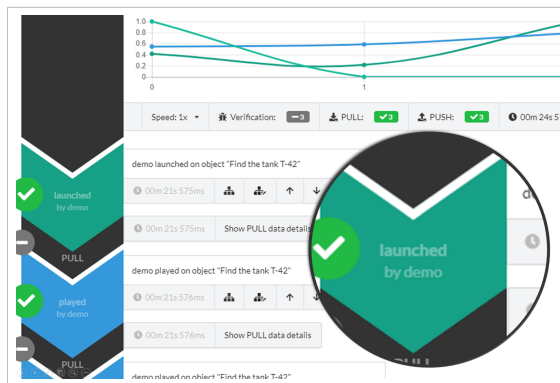 1.0
0.8
0.6
0.4
0.2
0
0
1
Speed: 1x
Verification:
3
PULL:
3
PUSH:
3
00m 24s 5
demo launched on object "Find the tank T-42"
launched
by demo
00m 21s 575ms
PULL
00m 21s 575ms
Show PULL data details
demo played on object "Find the tank T-42"
played
by demo
00m 21s 576ms
00m 21s 576ms
Show PULL data details
PULL
demo played on object "Find the tank T-42"
launched
by demo
PULL